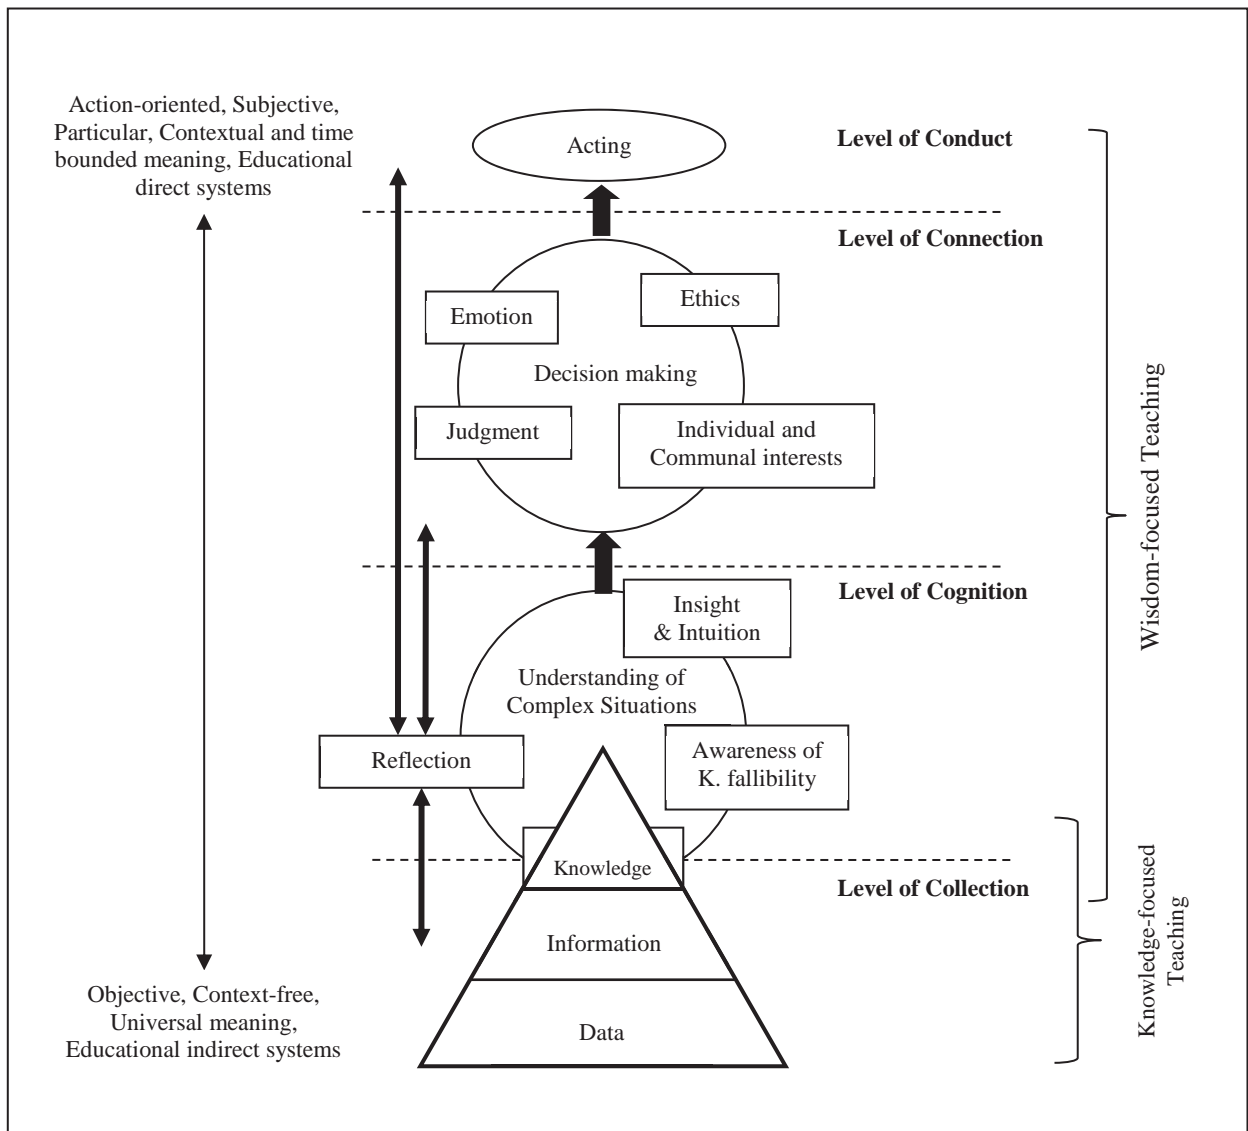 Action-oriented, Subjective,
Particular, Contextual and time
bounded meaning, Educational
direct systems
Acting
Level of Conduct
Level of Connection
Emotion
Ethics
Decision making
Judgment
Individual and
Communal interests
Level of Cognition
Insight
& Intuition
Understanding of
Complex Situations
Reflection
Awareness of
K. fallibility
Knowledge
Level of Collection
Information
Data
Objective, Context-free,
Universal meaning,
Educational indirect systems
Wisdom-focused Teaching
Knowledge-focused
Teaching